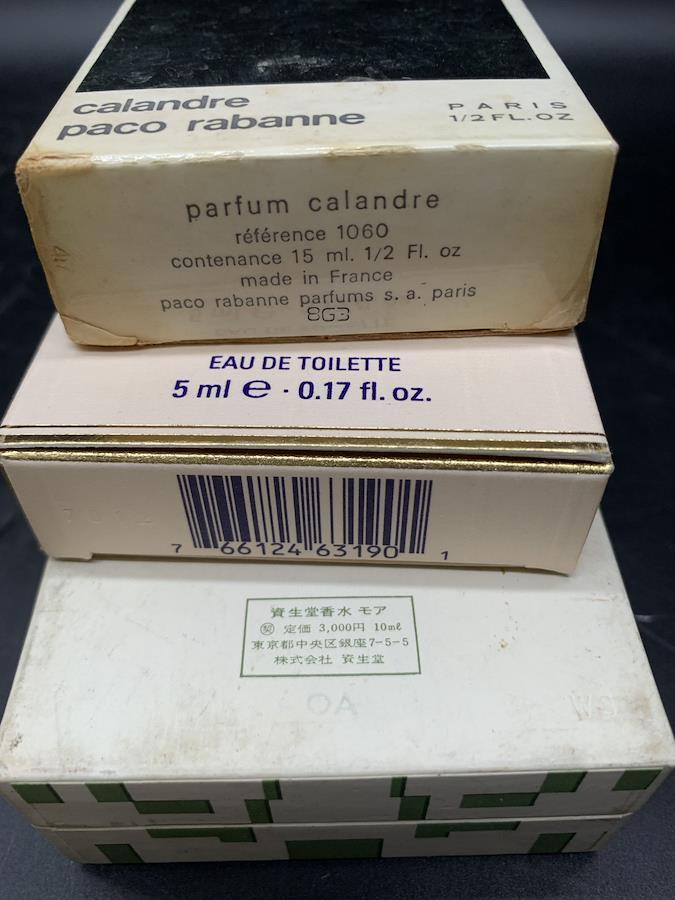 calandre
paco rabanne
PARIS
1/2 FL.OZ
parfum calandre
référence 1060
contenance 15 ml. 1/2 Fl. oz
made in France
paco rabanne parfums s.a. paris
8G3
EAU DE TOILETTE
5 ml e · 0.17 fl. oz.
7 66124 63190 1
資生堂香水 モア
契 定価 3,000円 10mℓ
東京都中央区銀座7-5-5
株式会社 資生堂
OA